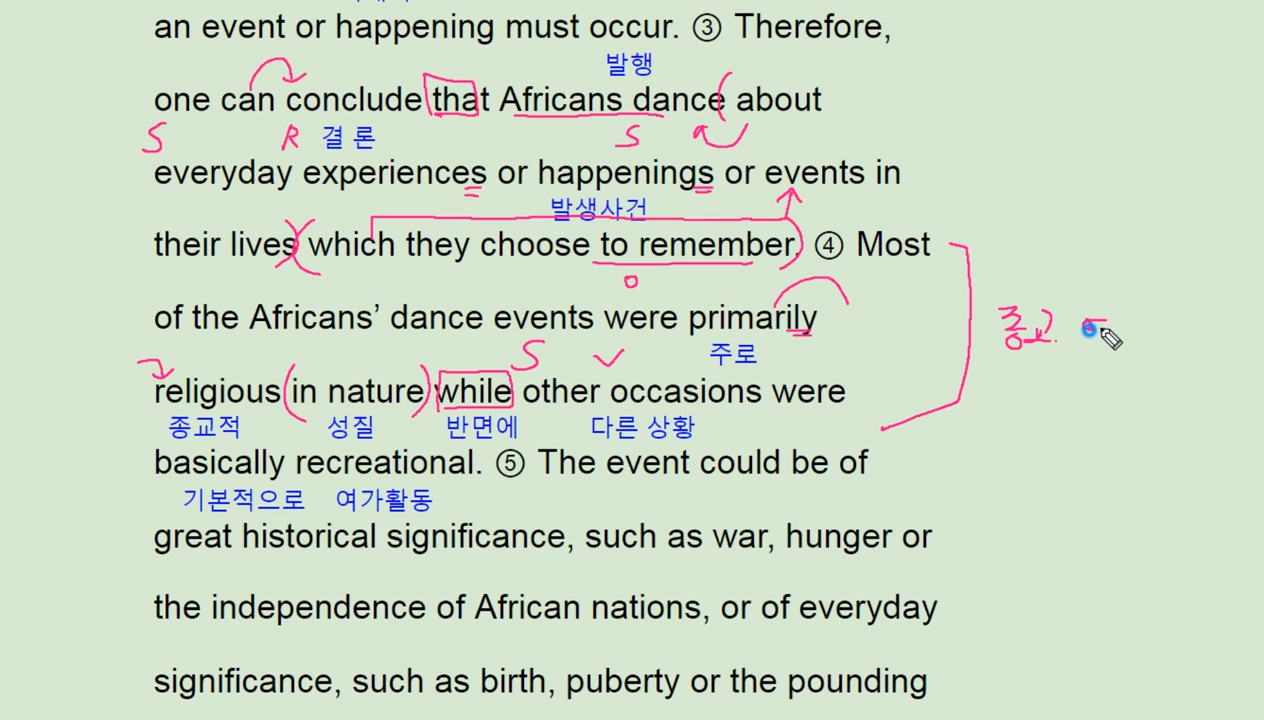 an event or happening must occur. ③ Therefore,
발행
one can conclude that Africans dance about
S R 결 론 S
everyday experiences or happenings or events in
발생사건
their lives which they choose to remember. ④ Most
o
of the Africans’ dance events were primarily
종교.
S V 주로
religious in nature while other occasions were
종교적 성질 반면에 다른 상황
basically recreational. ⑤ The event could be of
기본적으로 여가활동
great historical significance, such as war, hunger or
the independence of African nations, or of everyday
significance, such as birth, puberty or the pounding